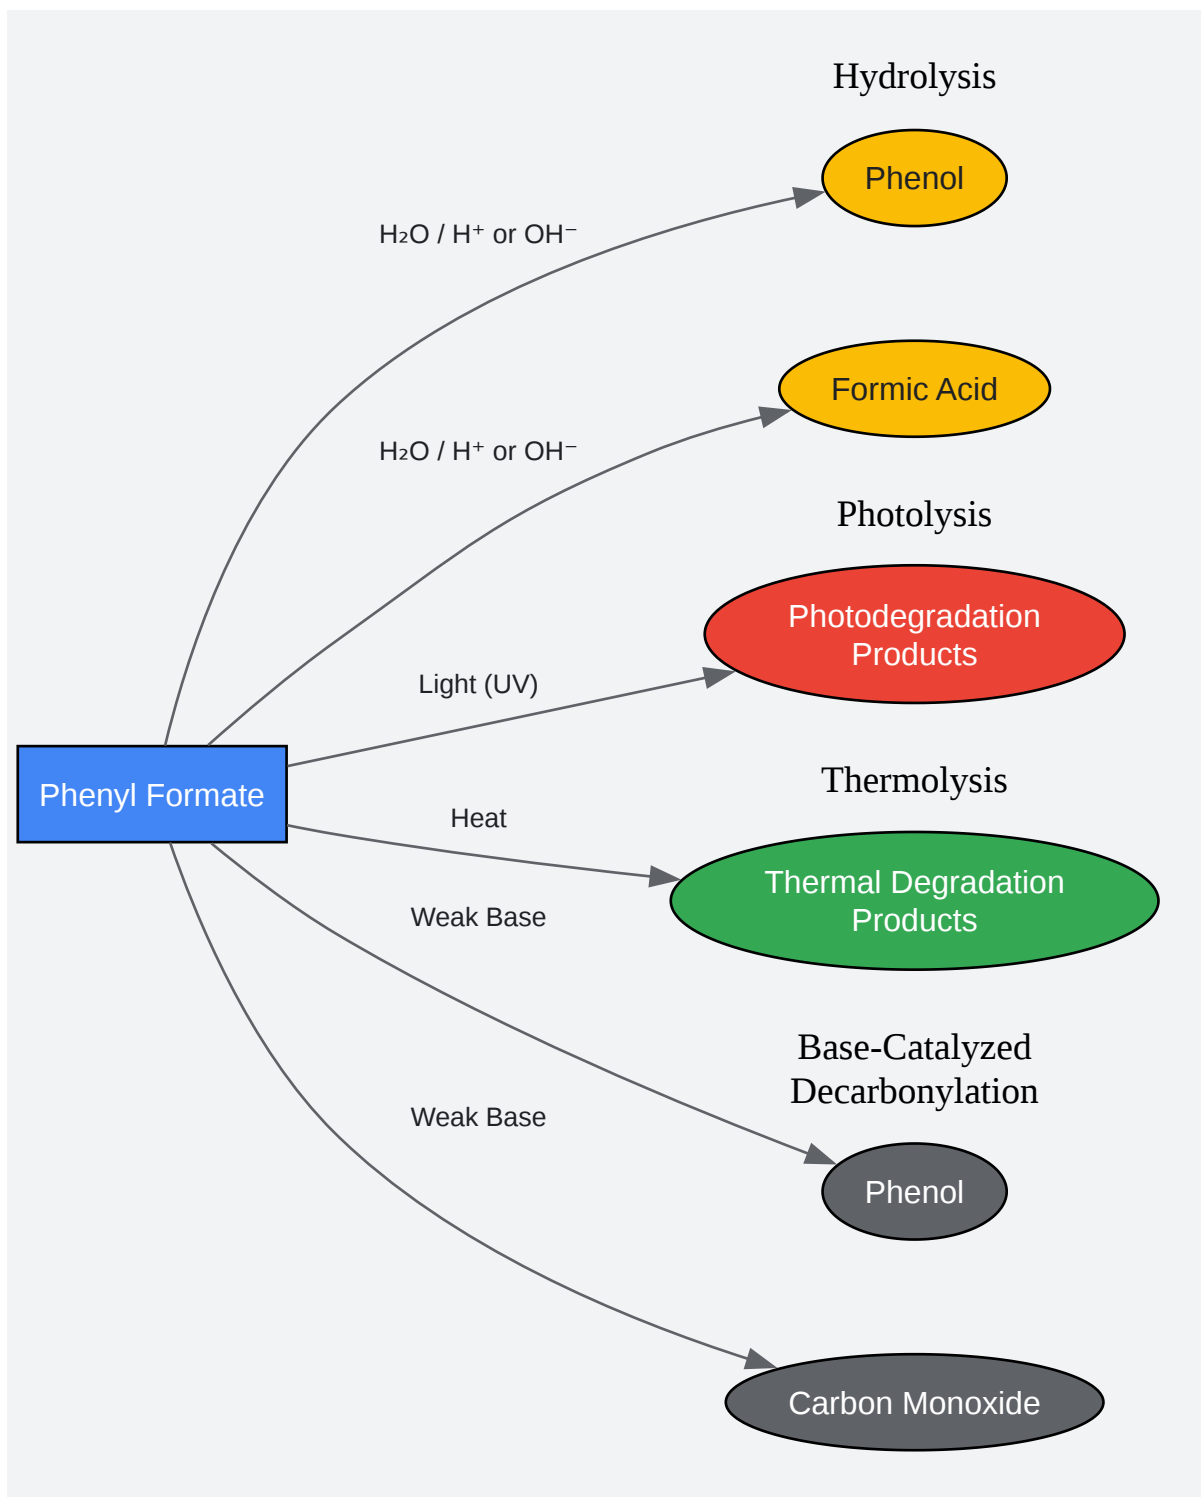 Hydrolysis
Phenol
H₂O / H⁺ or OH⁻
Formic Acid
H₂O / H⁺ or OH⁻
Photolysis
Photodegradation
Products
Light (UV)
Phenyl Formate
Thermolysis
Heat
Thermal Degradation
Products
Weak Base
Base-Catalyzed
Decarbonylation
Weak Base
Phenol
Carbon Monoxide